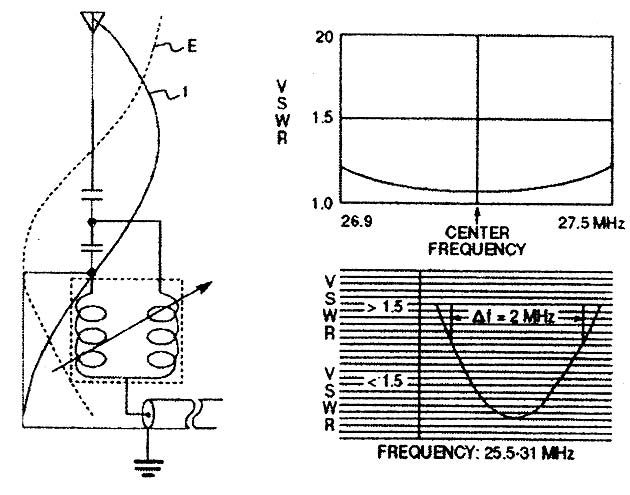 E
I
20
V
S
W
R
1.5
1.0
26.9
27.5 MHz
CENTER
FREQUENCY
V
S
W
R
> 1.5
Δf = 2 MHz
V
S
W
R
< 1.5
FREQUENCY: 25.5-31 MHz